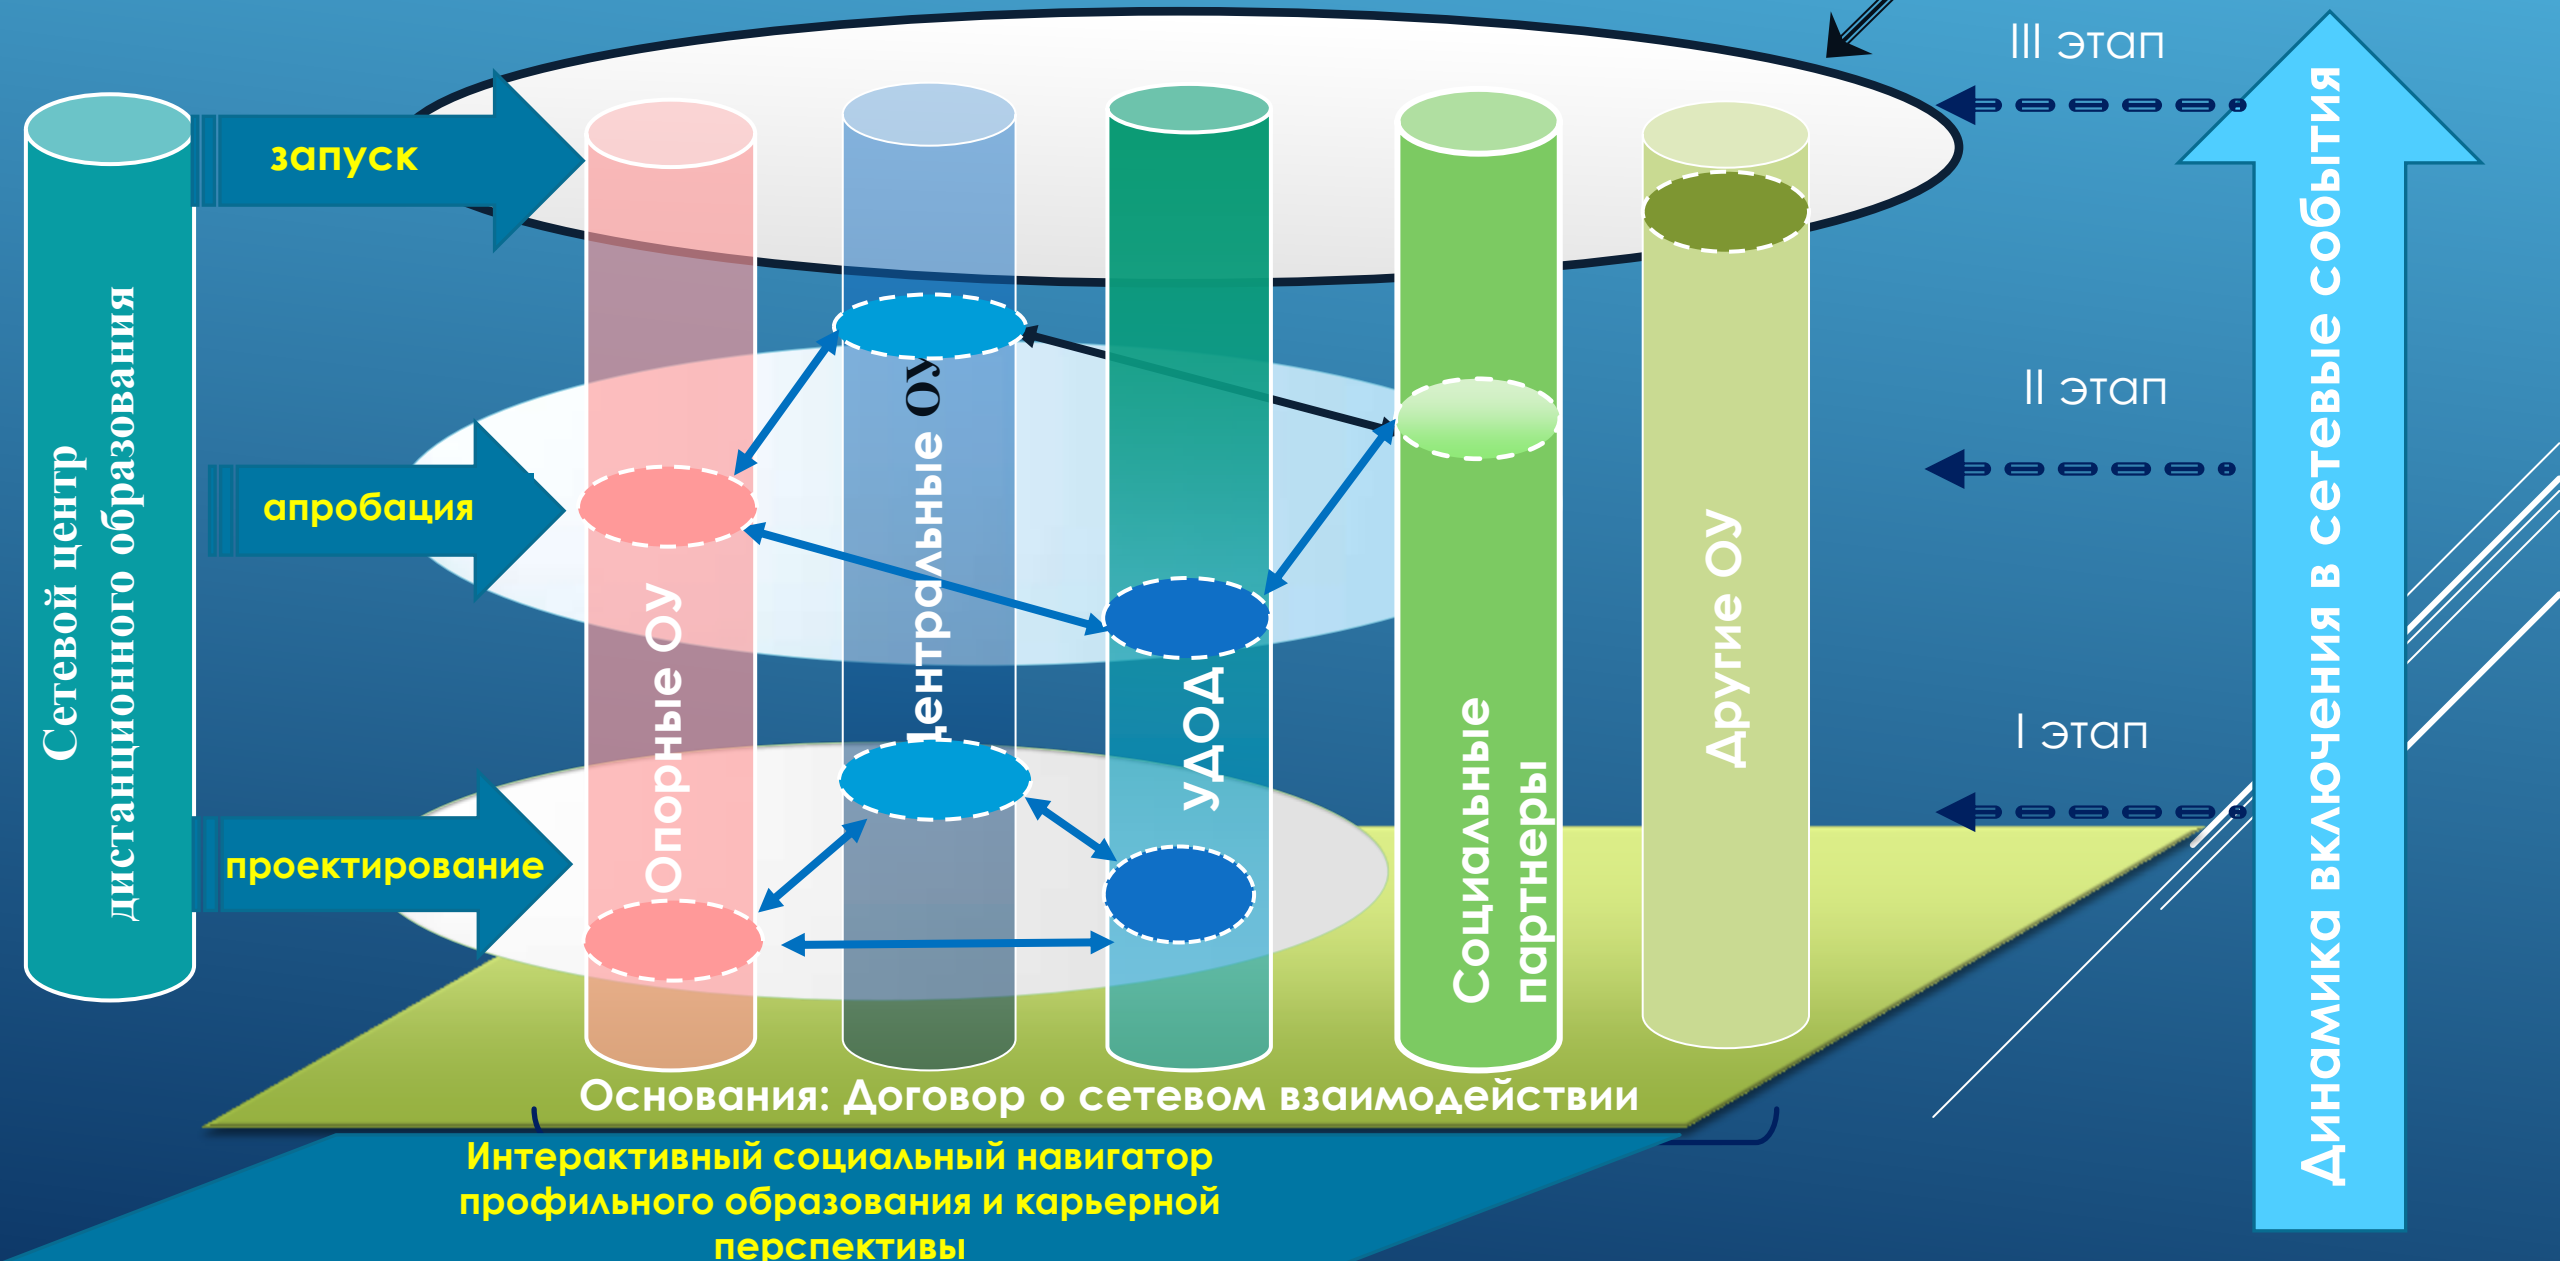 III этап
запуск
II этап
апробация
I этап
проектирование
Сетевой центр
дистанционного образования
Опорные ОУ
Центральные ОУ
УДОД
Социальные
партнеры
Другие ОУ
Динамика включения в сетевые события
Основания: Договор о сетевом взаимодействии
Интерактивный социальный навигатор
профильного образования и карьерной
перспективы